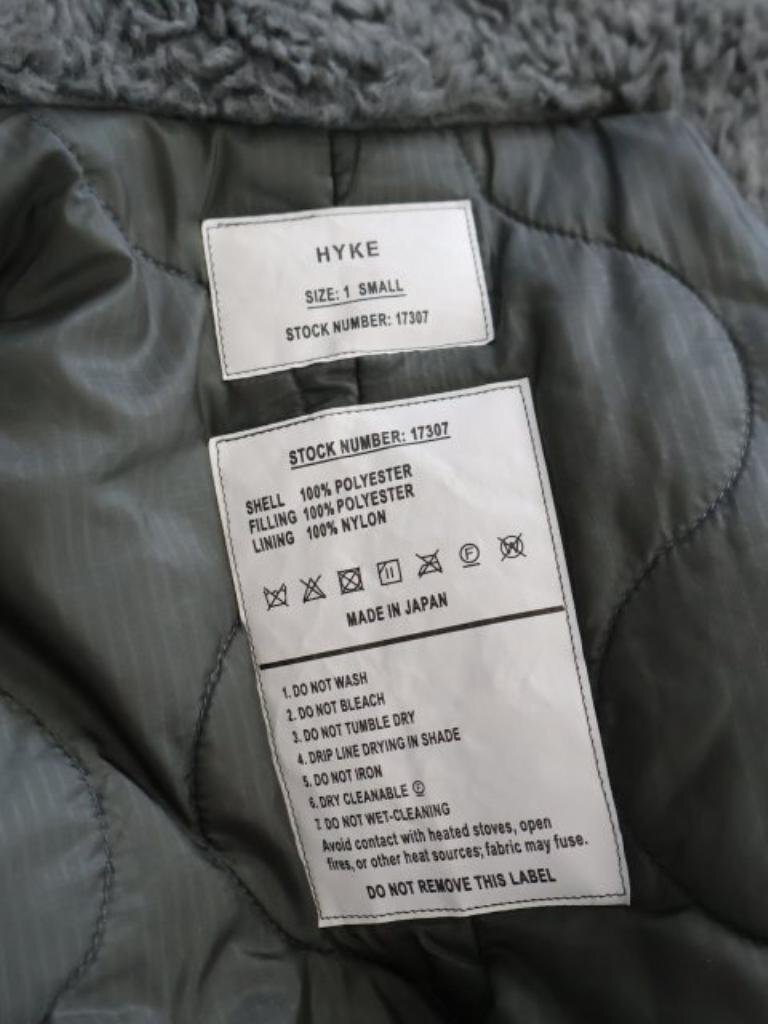 HYKE
SIZE: 1 SMALL
STOCK NUMBER: 17307
STOCK NUMBER: 17307
SHELL 100% POLYESTER
FILLING 100% POLYESTER
LINING 100% NYLON
F W
MADE IN JAPAN
1. DO NOT WASH
2. DO NOT BLEACH
3. DO NOT TUMBLE DRY
4. DRIP LINE DRYING IN SHADE
5. DO NOT IRON
6. DRY CLEANABLE Ⓕ
7. DO NOT WET-CLEANING
Avoid contact with heated stoves, open
fires, or other heat sources; fabric may fuse.
DO NOT REMOVE THIS LABEL